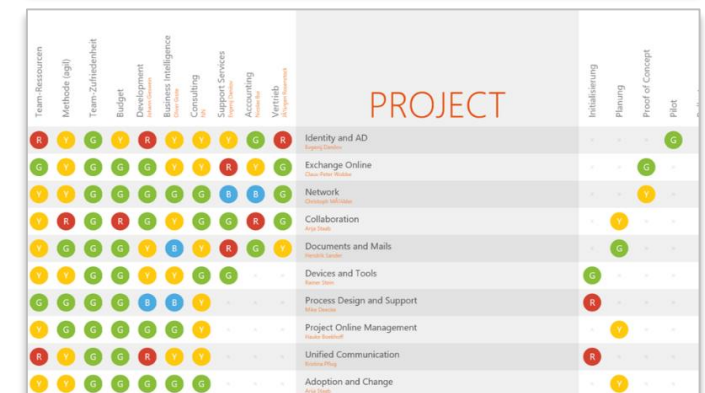 Team-Ressourcen
Methode (agil)
Team-Zufriedenheit
Budget
Development
Business Intelligence
Consulting
Support Services
Accounting
Vertrieb
PROJECT
Initialisierung
Planung
Proof of Concept
Pilot
R Y G Y R Y Y Y G R Identity and AD G
G Y G G G Y Y R Y G Exchange Online G
Y Y G G G G G B B G Network Y
Y R G R G Y G G R G Collaboration Y
Anja Staab
Y G G G Y B Y R G Y Documents and Mails G
Y Y G G Y Y G G Devices and Tools G
G G G G B B Y Process Design and Support R
Y G G G G G Y Project Online Management Y
R Y G G R Y Y Unified Communication R
Y Y G G G G G Adoption and Change Y
Anja Staab